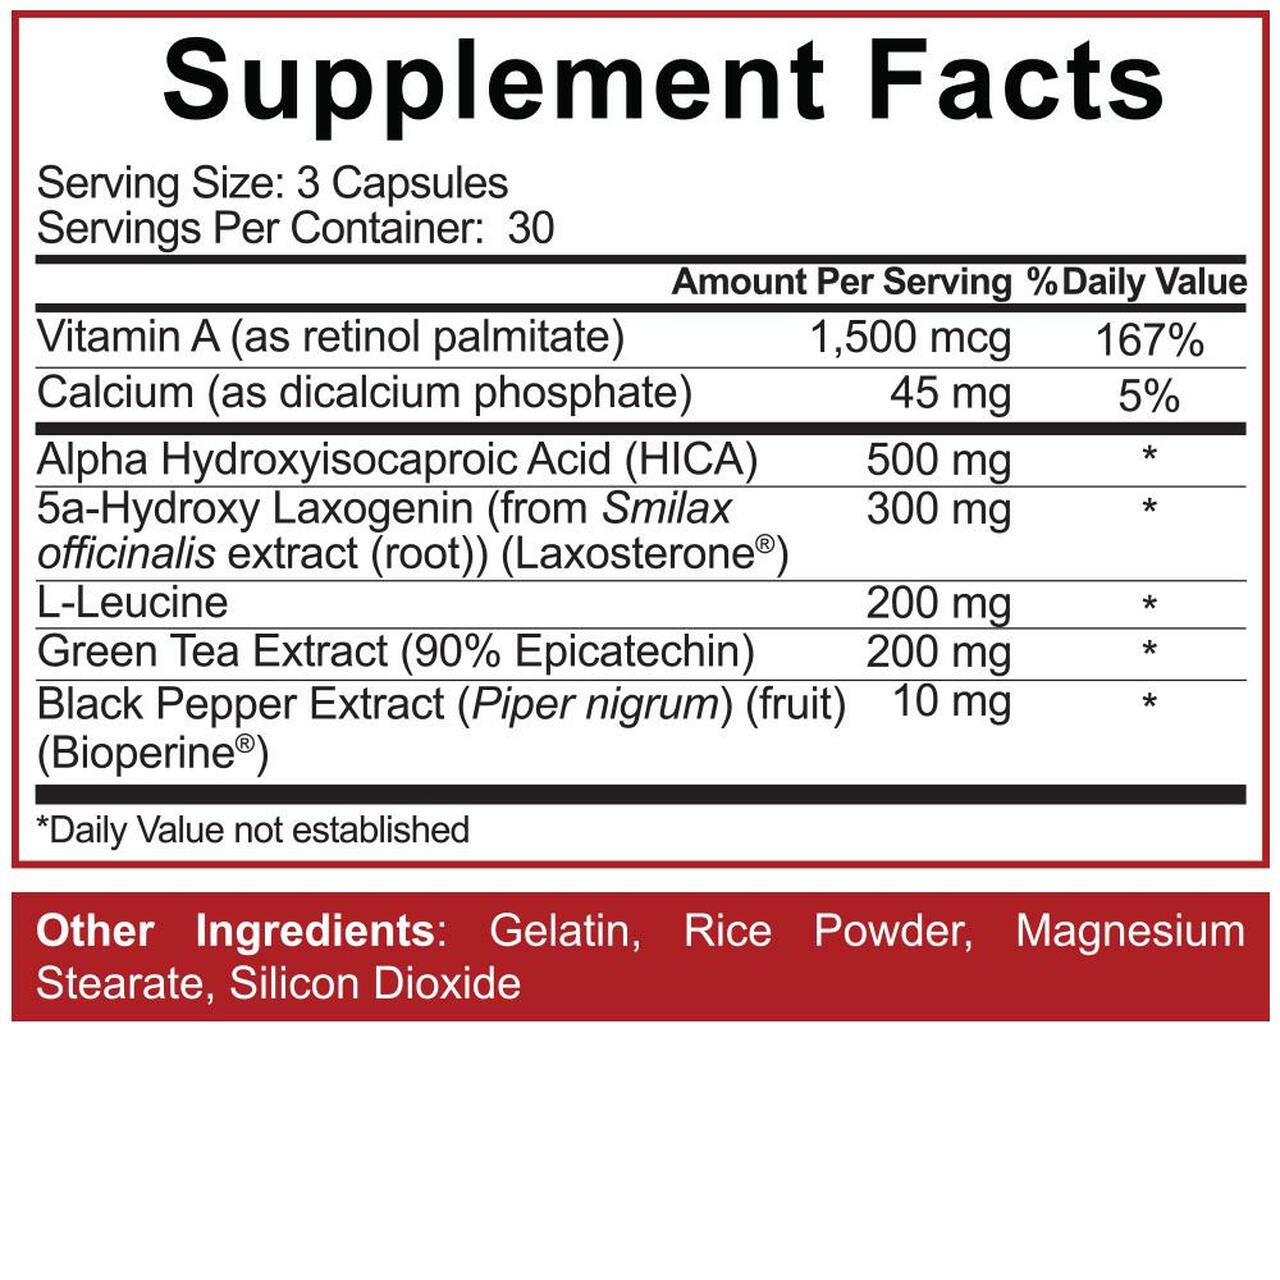 Supplement Facts
Serving Size: 3 Capsules
Servings Per Container: 30
Amount Per Serving %Daily Value
Vitamin A (as retinol palmitate) 1,500 mcg 167%
Calcium (as dicalcium phosphate) 45 mg 5%
Alpha Hydroxyisocaproic Acid (HICA) 500 mg *
5a-Hydroxy Laxogenin (from Smilax 300 mg *
officinalis extract (root)) (Laxosterone®)
L-Leucine 200 mg *
Green Tea Extract (90% Epicatechin) 200 mg *
Black Pepper Extract (Piper nigrum) (fruit) 10 mg *
(Bioperine®)
*Daily Value not established
Other Ingredients: Gelatin, Rice Powder, Magnesium
Stearate, Silicon Dioxide